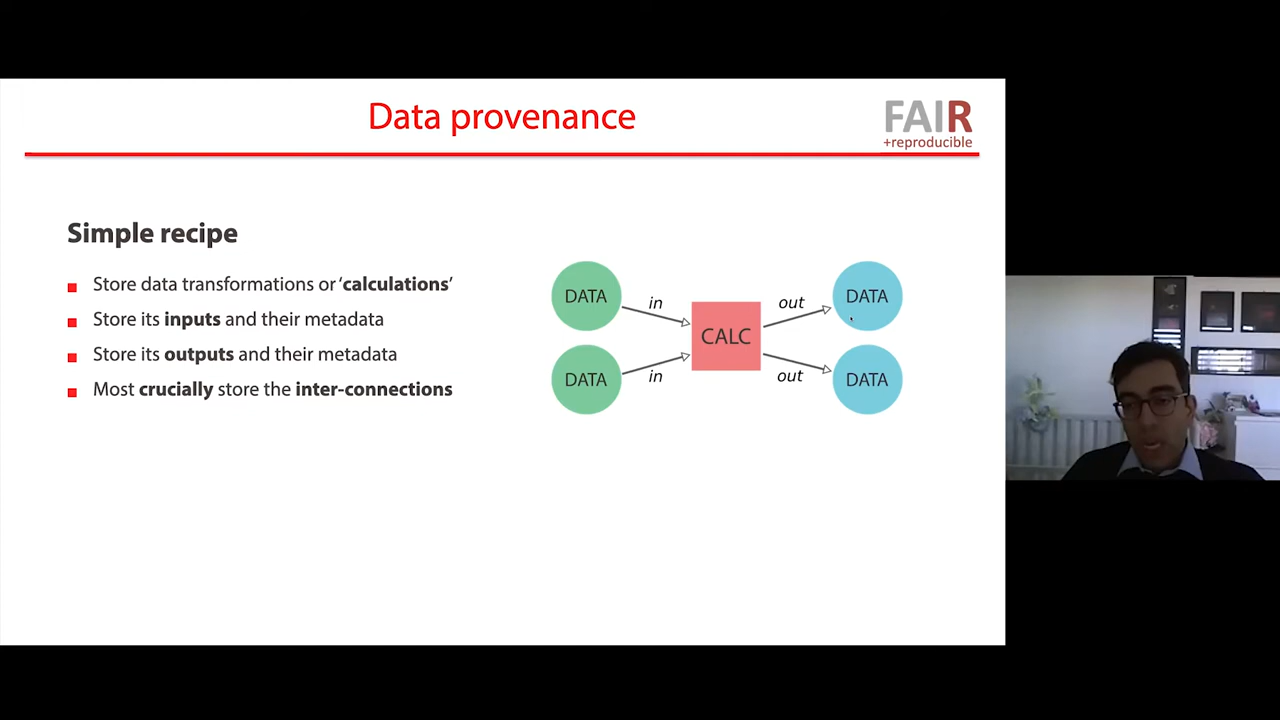 Data provenance
FAIR
+reproducible
Simple recipe
Store data transformations or ‘calculations’
Store its inputs and their metadata
Store its outputs and their metadata
Most crucially store the inter-connections
DATA
in
out
DATA
CALC
DATA
in
out
DATA